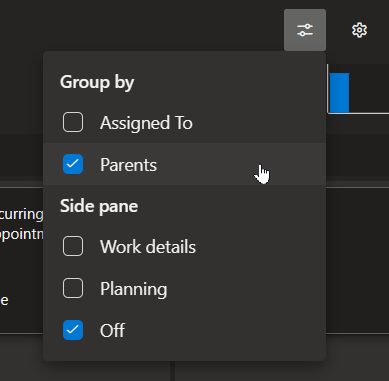 Group by
Assigned To
Parents
Side pane
Work details
Planning
Off